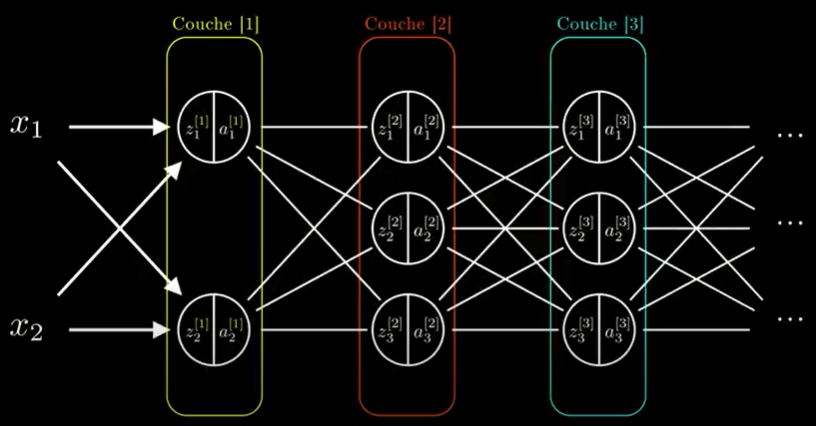 Couche [1] Couche [2] Couche [3]
x₁ z₁^[1] a₁^[1] z₁^[2] a₁^[2] z₁^[3] a₁^[3] ...
z₂^[2] a₂^[2] z₂^[3] a₂^[3] ...
x₂ z₂^[1] a₂^[1] z₃^[2] a₃^[2] z₃^[3] a₃^[3] ...